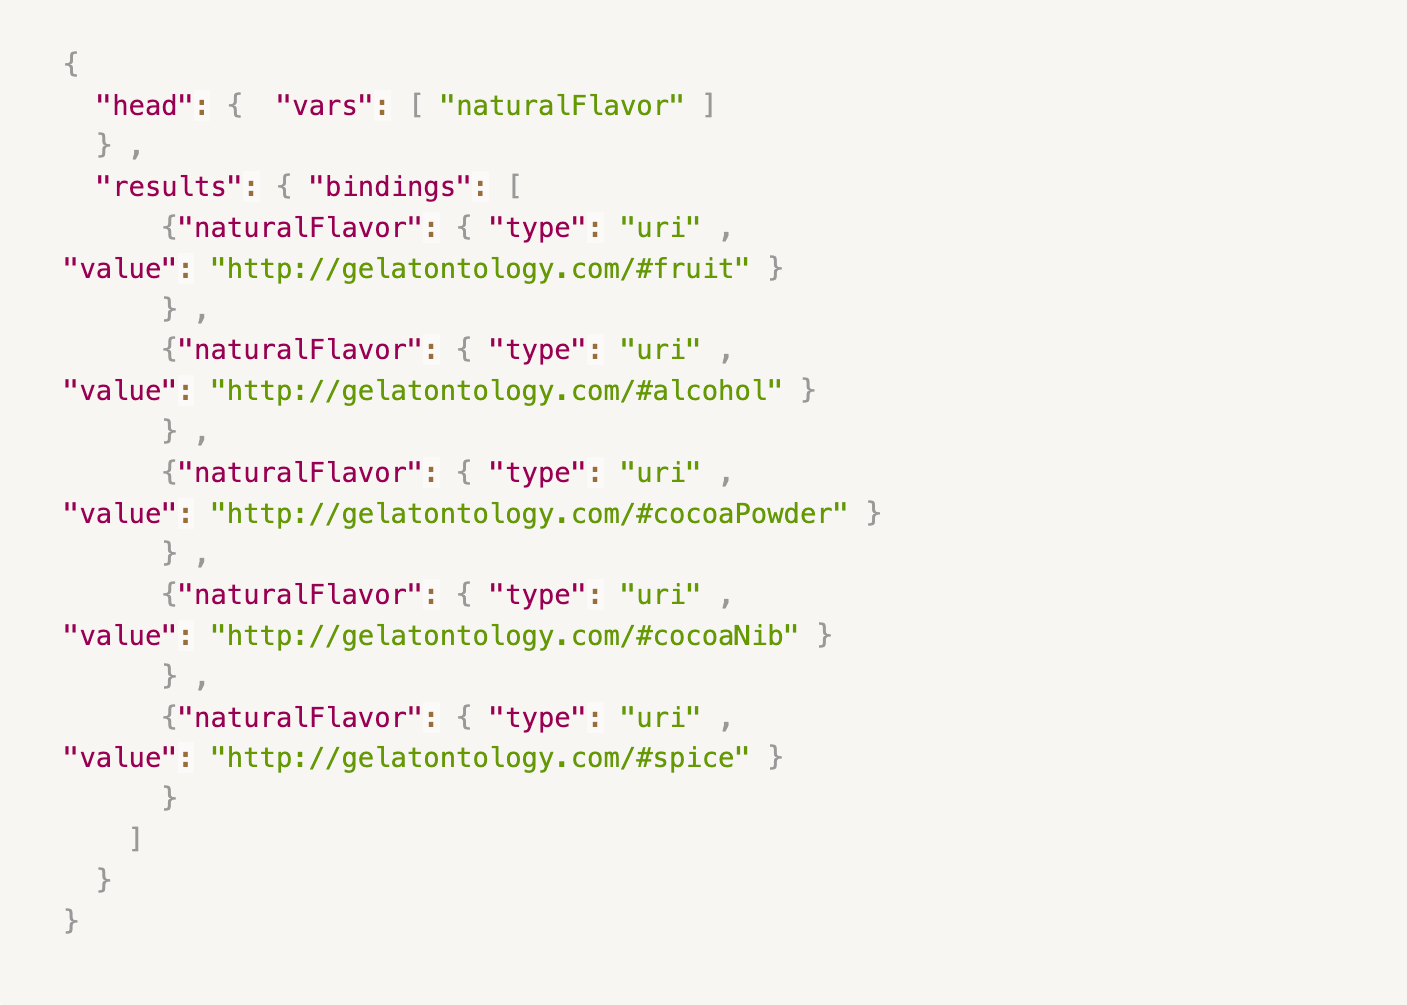 {
  "head": {  "vars": [ "naturalFlavor" ]
  } ,
  "results": { "bindings": [
      {"naturalFlavor": { "type": "uri" ,
"value": "http://gelatontology.com/#fruit" }
      } ,
      {"naturalFlavor": { "type": "uri" ,
"value": "http://gelatontology.com/#alcohol" }
      } ,
      {"naturalFlavor": { "type": "uri" ,
"value": "http://gelatontology.com/#cocoaPowder" }
      } ,
      {"naturalFlavor": { "type": "uri" ,
"value": "http://gelatontology.com/#cocoaNib" }
      } ,
      {"naturalFlavor": { "type": "uri" ,
"value": "http://gelatontology.com/#spice" }
      }
    ]
  }
}